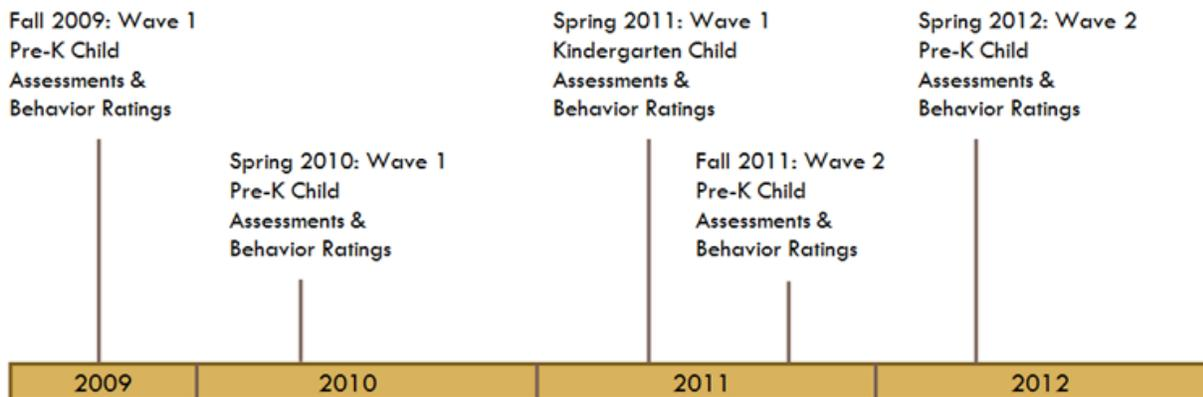 Fall 2009: Wave 1
Pre-K Child
Assessments &
Behavior Ratings
Spring 2010: Wave 1
Pre-K Child
Assessments &
Behavior Ratings
Spring 2011: Wave 1
Kindergarten Child
Assessments &
Behavior Ratings
Fall 2011: Wave 2
Pre-K Child
Assessments &
Behavior Ratings
Spring 2012: Wave 2
Pre-K Child
Assessments &
Behavior Ratings
2009
2010
2011
2012